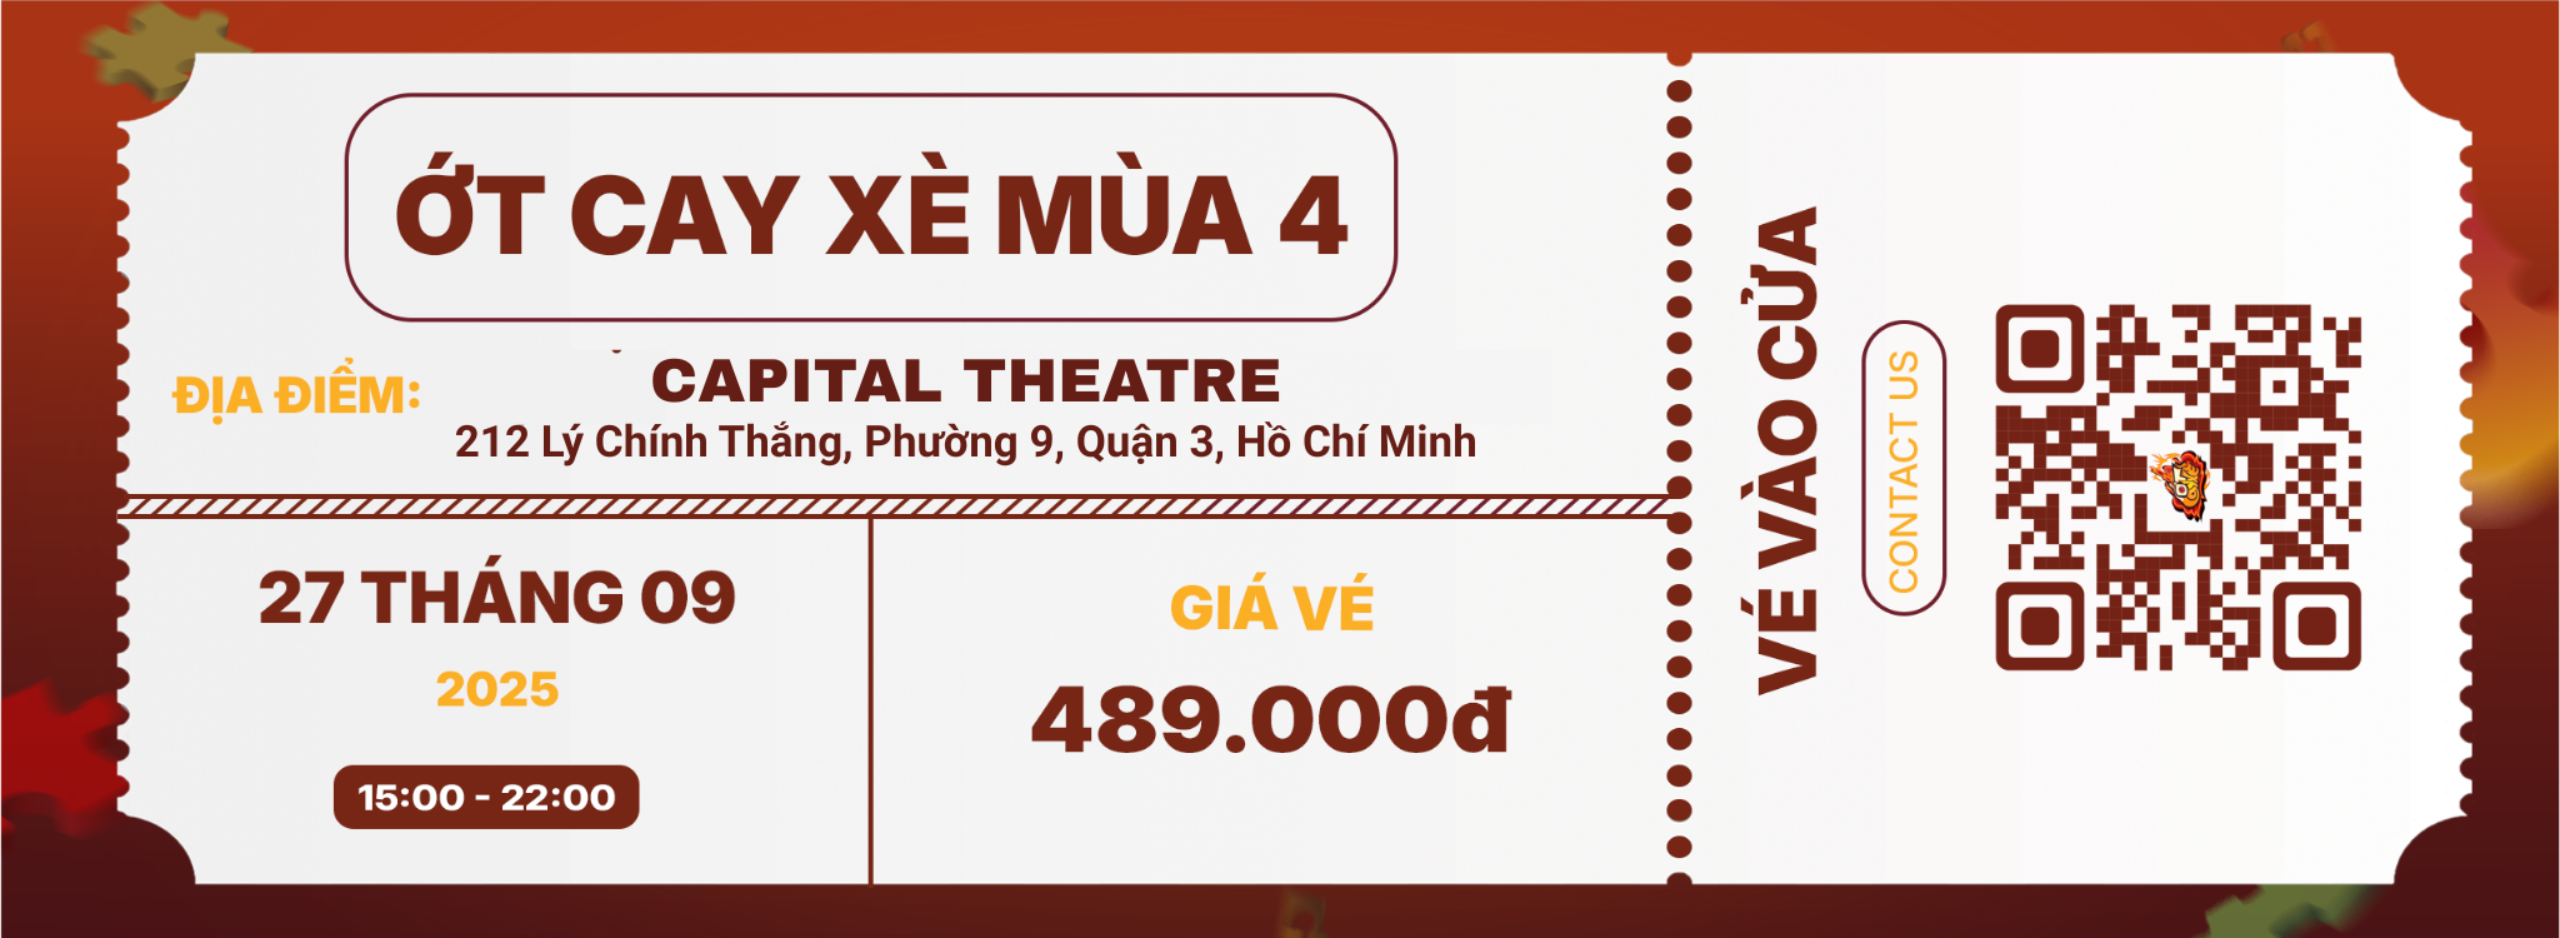 ỚT CAY XÈ MÙA 4
ĐỊA ĐIỂM:
CAPITAL THEATRE
212 Lý Chính Thắng, Phường 9, Quận 3, Hồ Chí Minh
27 THÁNG 09
2025
15:00 - 22:00
GIÁ VÉ
489.000đ
VÉ VÀO CỬA
CONTACT US